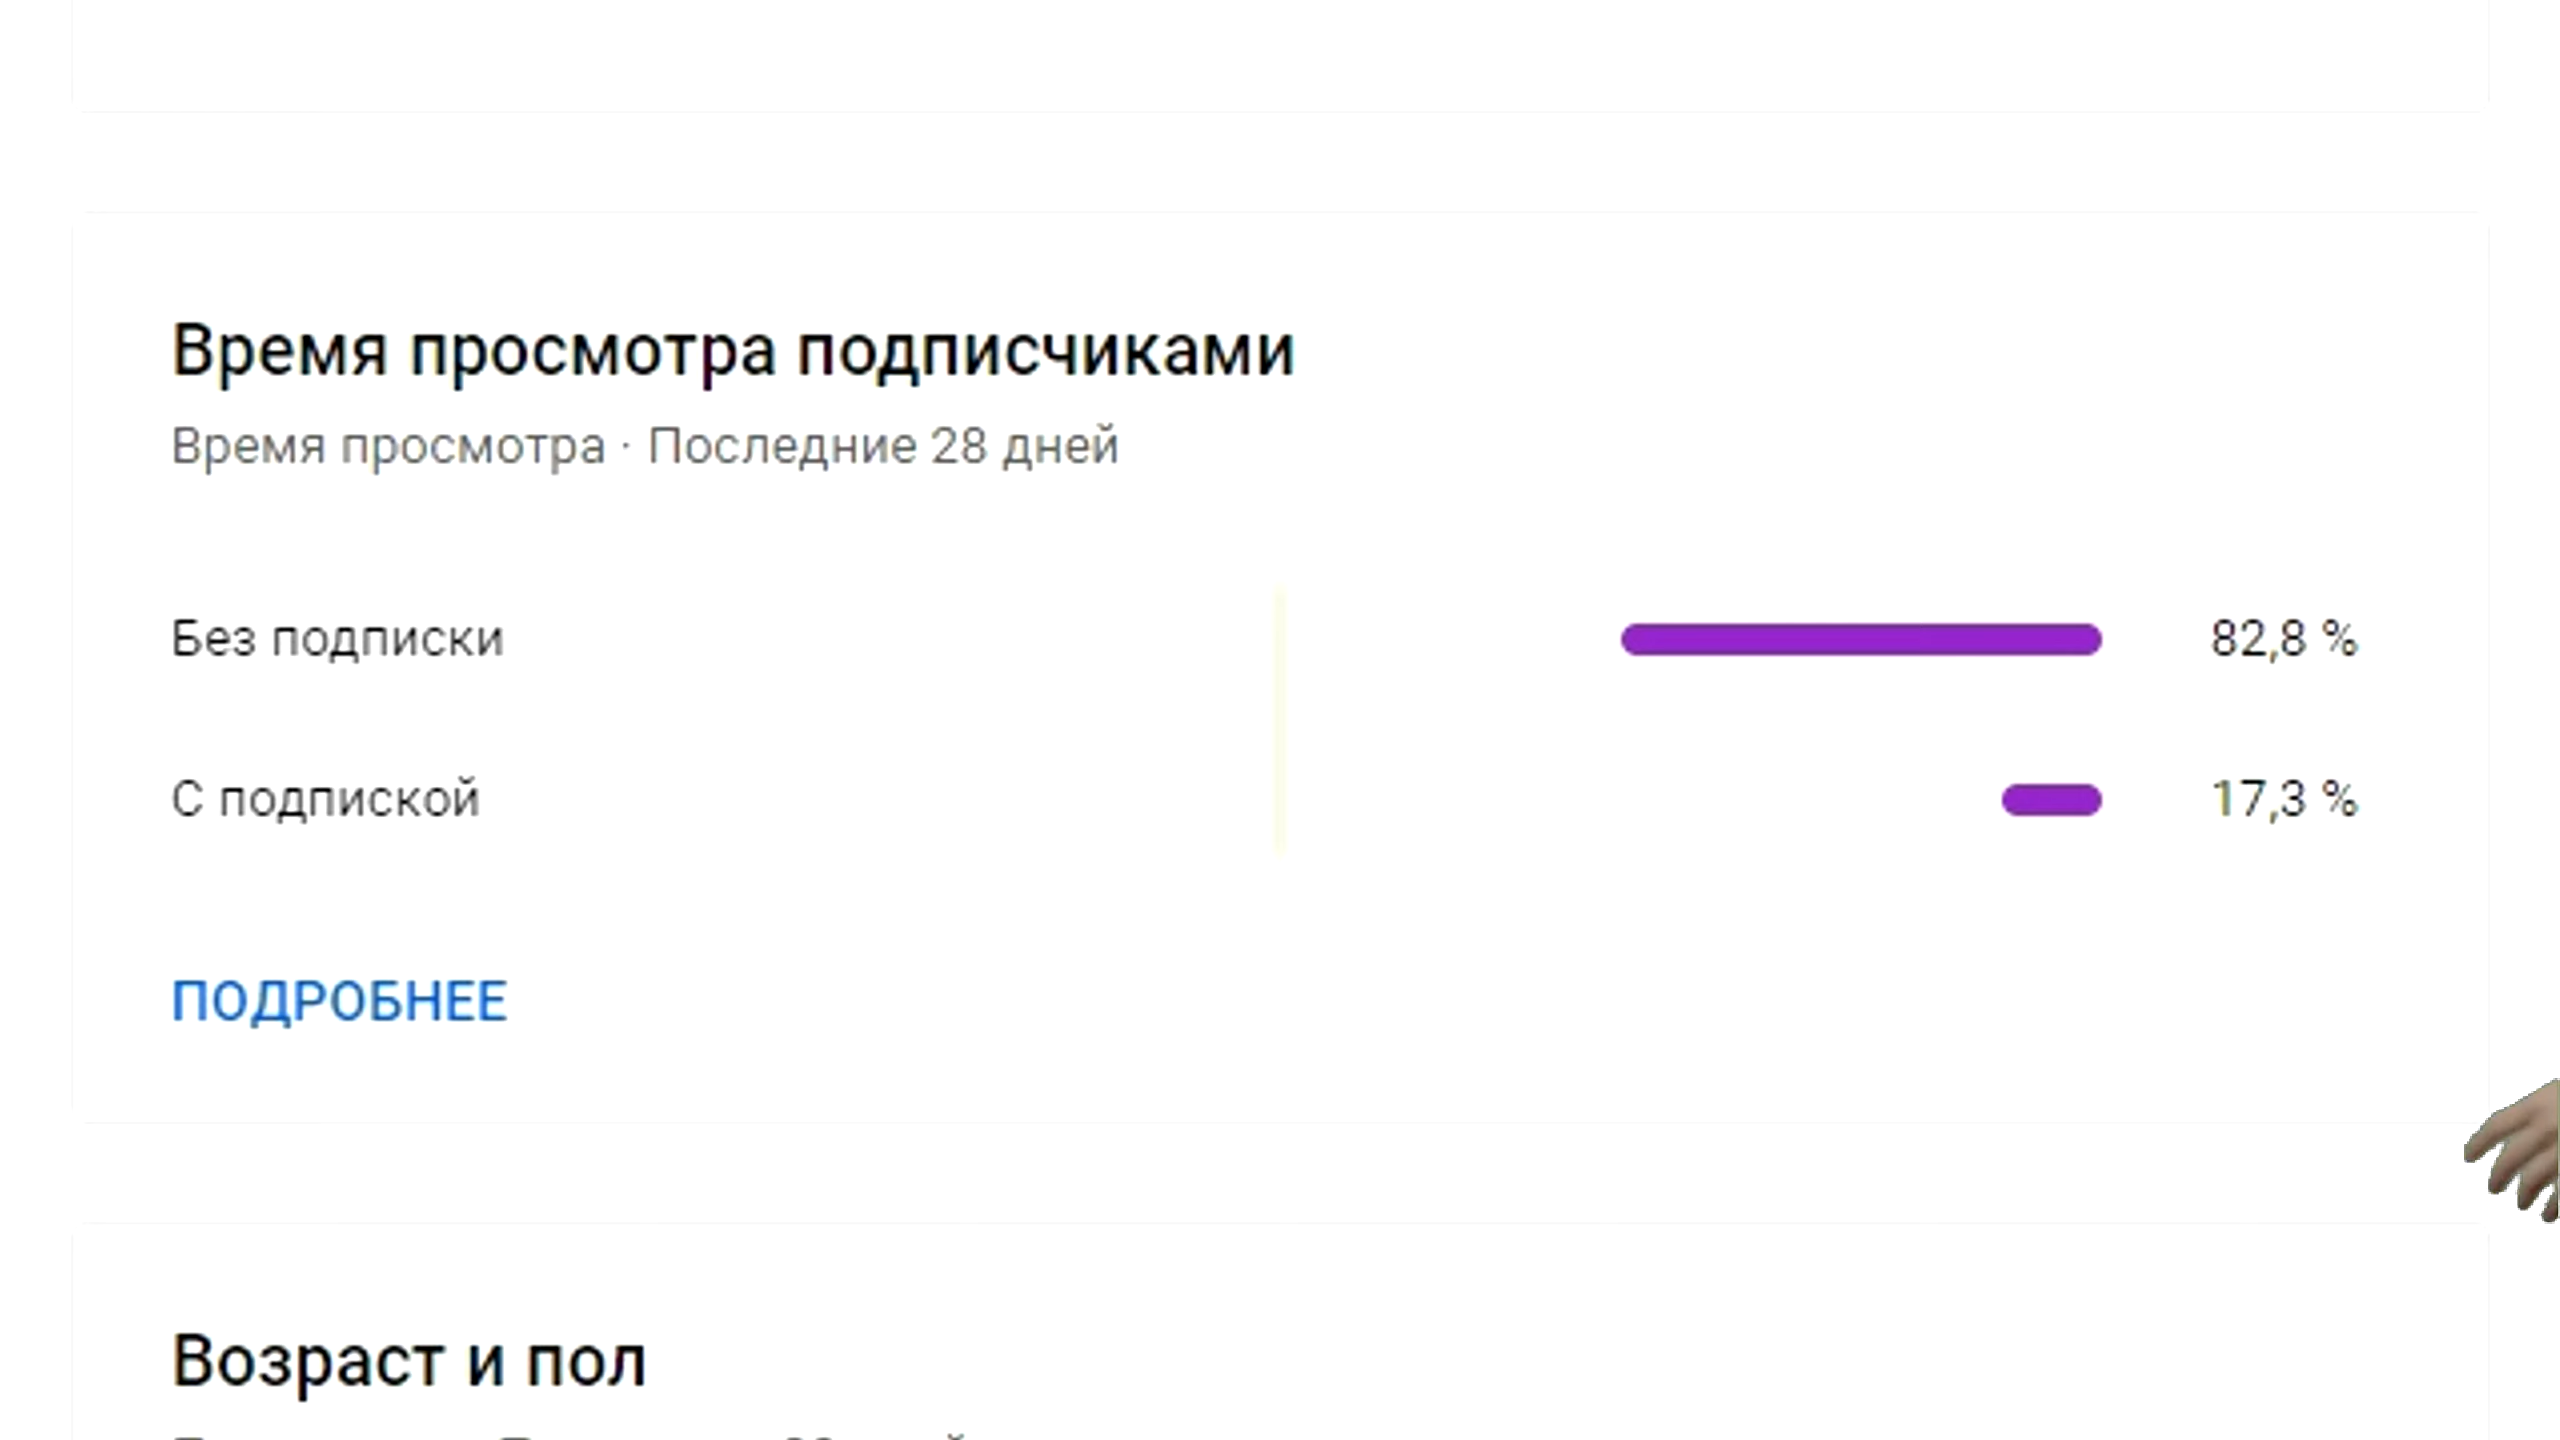 Время просмотра подписчиками
Время просмотра · Последние 28 дней
Без подписки
82,8 %
С подпиской
17,3 %
ПОДРОБНЕЕ
Возраст и пол